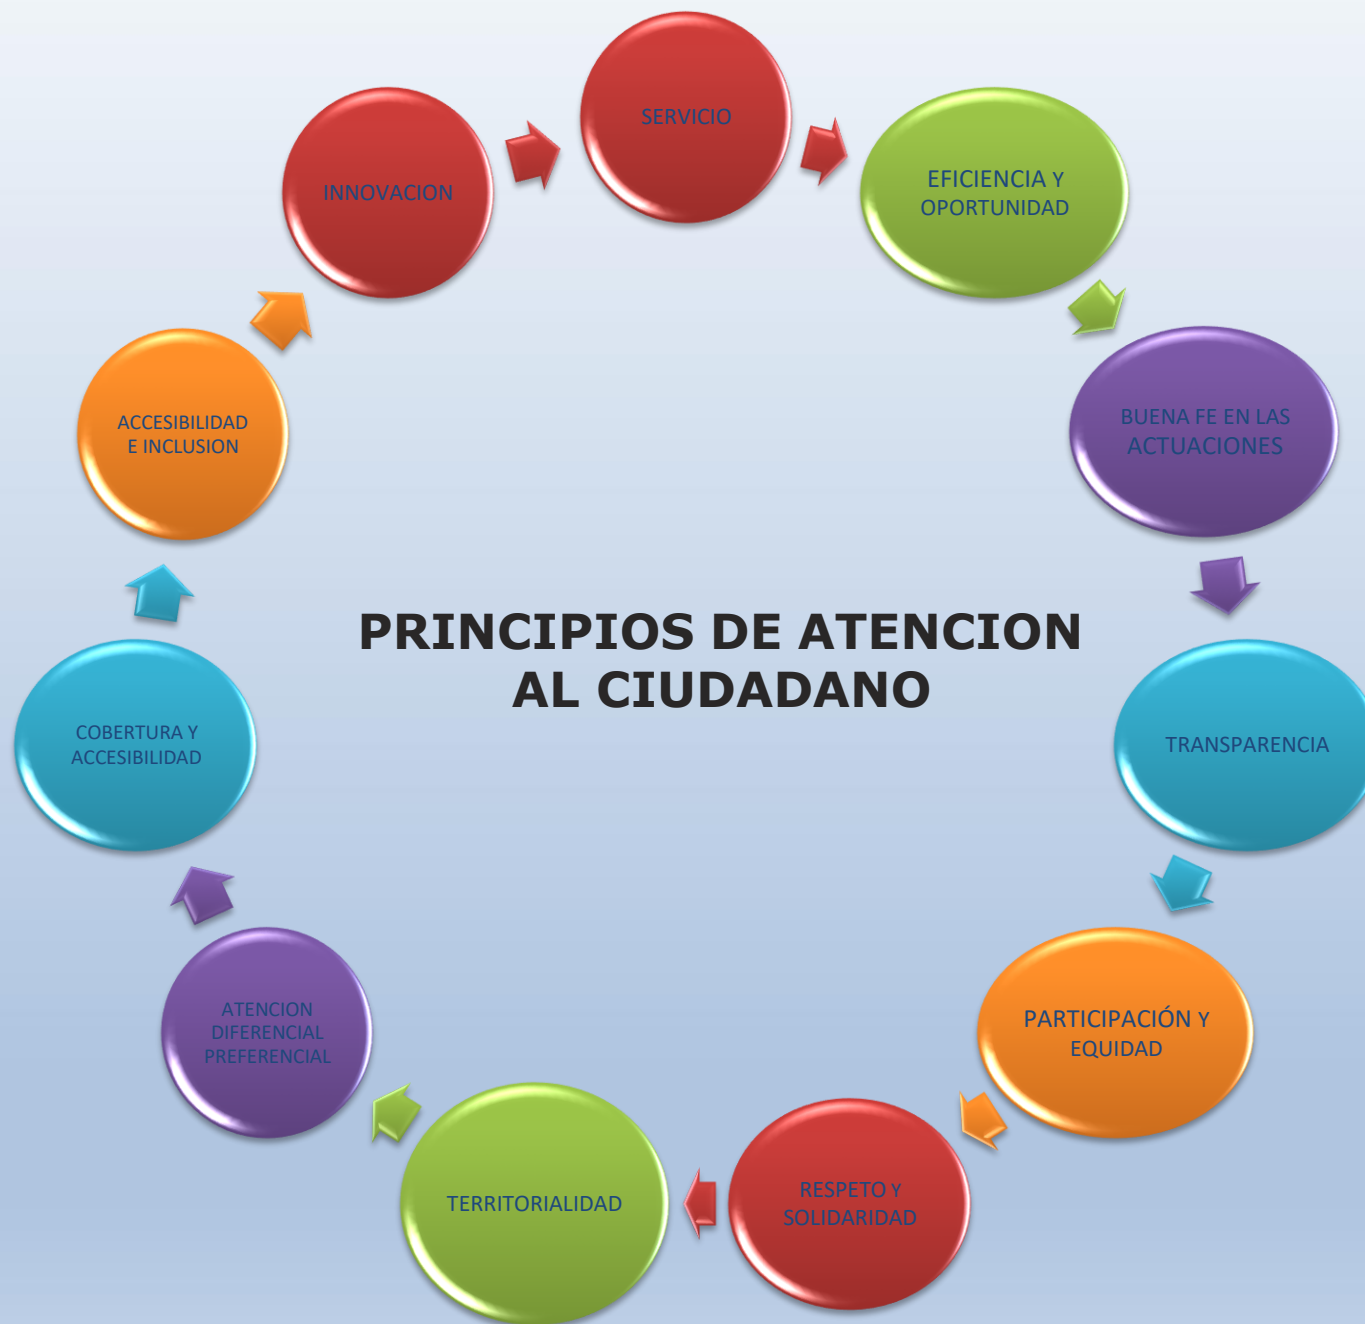 SERVICIO
EFICIENCIA Y
OPORTUNIDAD
BUENA FE EN LAS
ACTUACIONES
TRANSPARENCIA
PARTICIPACIÓN Y
EQUIDAD
RESPETO Y
SOLIDARIDAD
TERRITORIALIDAD
ATENCION
DIFERENCIAL
PREFERENCIAL
COBERTURA Y
ACCESIBILIDAD
ACCESIBILIDAD
E INCLUSION
INNOVACION
PRINCIPIOS DE ATENCION
AL CIUDADANO